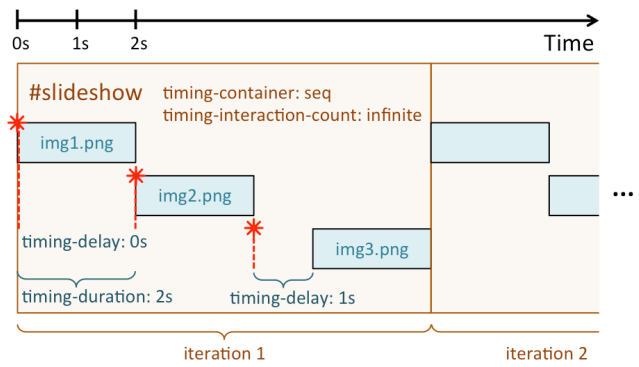 0s 1s 2s
Time
#slideshow
timing-container: seq
timing-interaction-count: infinite
img1.png
img2.png
timing-delay: 0s
img3.png
timing-duration: 2s
timing-delay: 1s
...
iteration 1
iteration 2